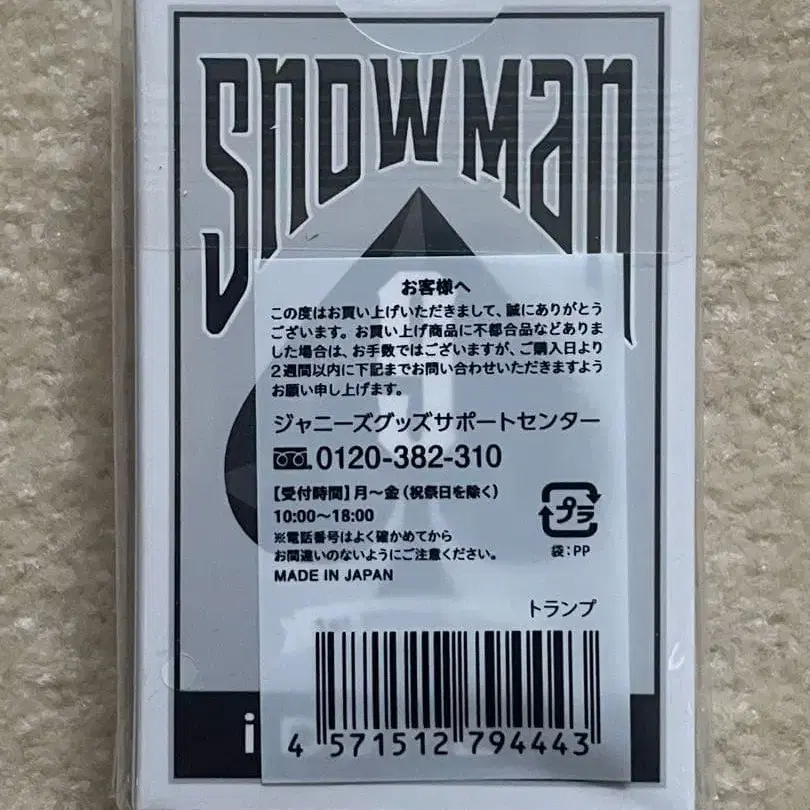 Snow Man
お客様へ
この度はお買い上げいただきまして、誠にありがとう
ございます。お買い上げ商品に不都合品などありま
した場合は、お手数ではございますが、ご購入日より
2週間以内に下記までお問い合わせいただきますよう
お願い申し上げます。
ジャニーズグッズサポートセンター
0120-382-310
【受付時間】月〜金（祝祭日を除く）
10:00〜18:00
※電話番号はよく確かめてから
お間違いのないようにご注意ください。
MADE IN JAPAN
プラ
袋:PP
トランプ
4 571512 794443